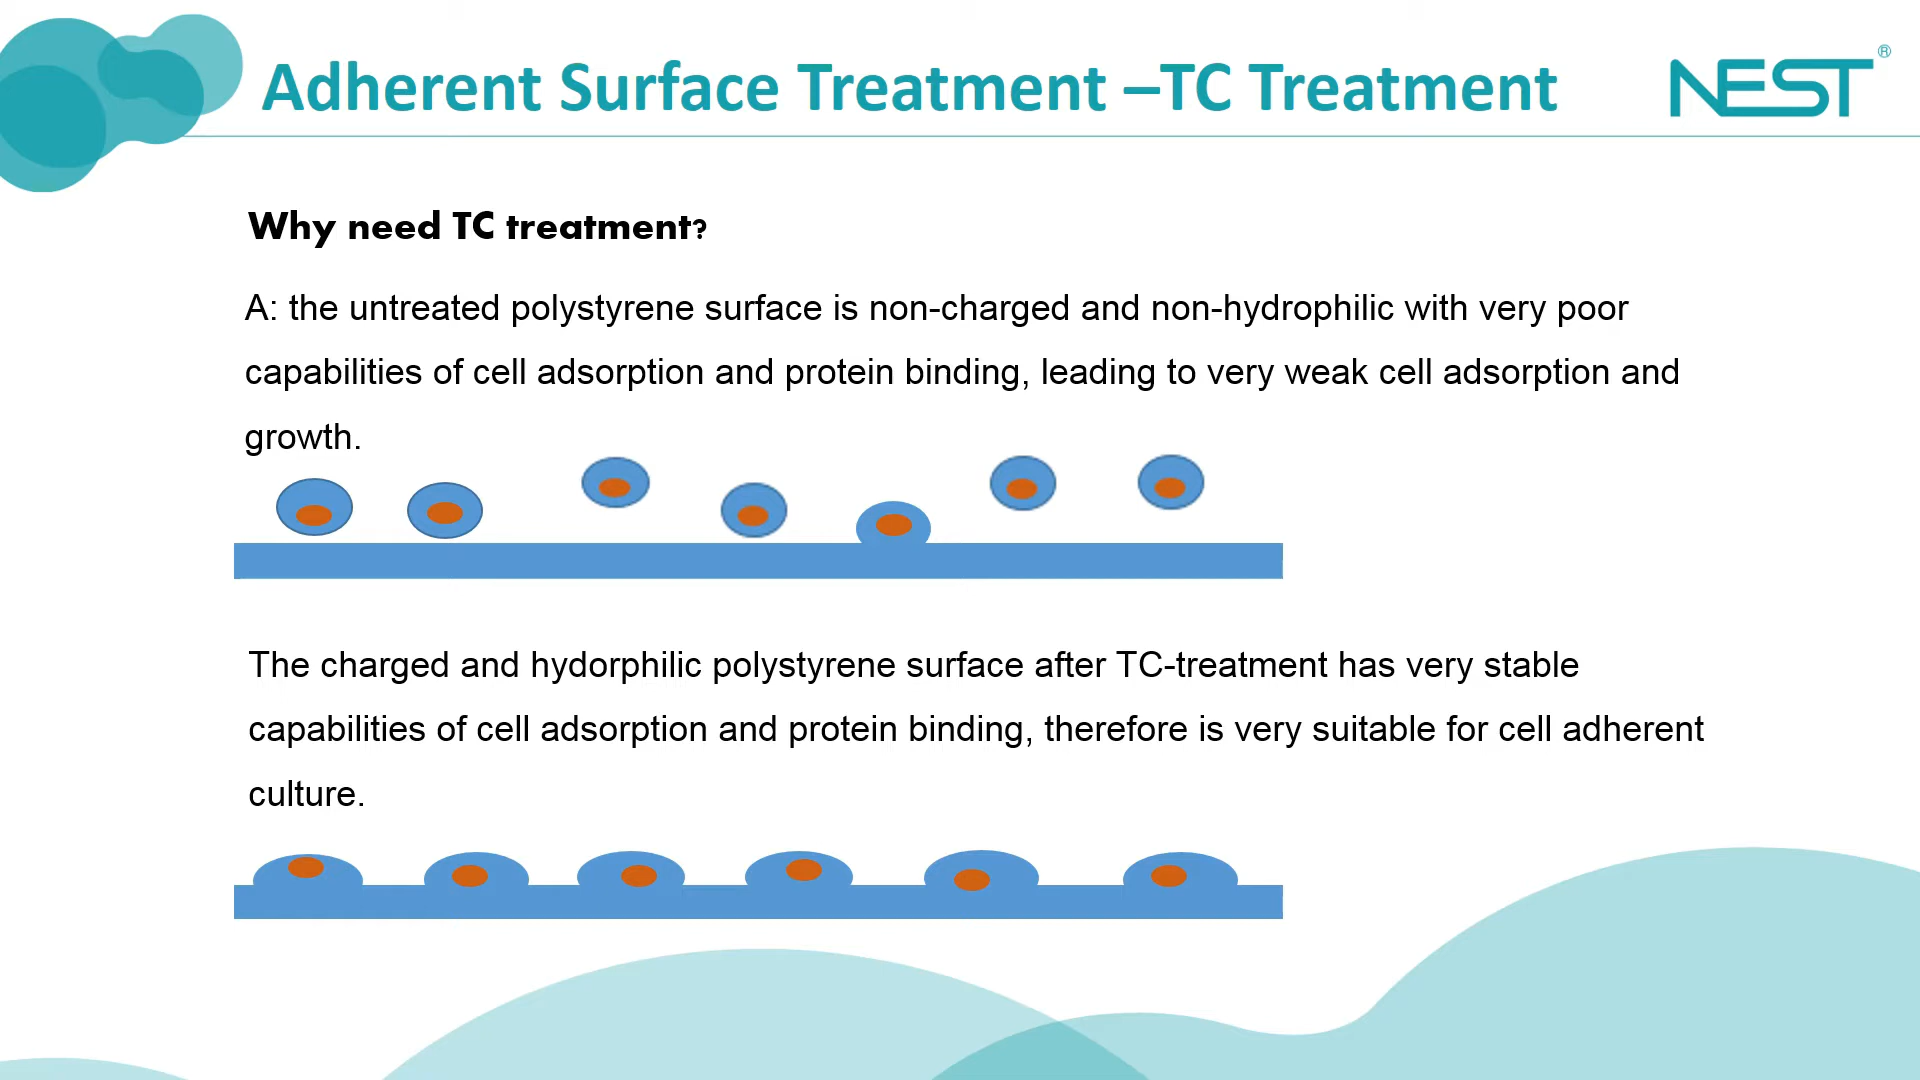 Adherent Surface Treatment –TC Treatment
NEST®
Why need TC treatment?
A: the untreated polystyrene surface is non-charged and non-hydrophilic with very poor
capabilities of cell adsorption and protein binding, leading to very weak cell adsorption and
growth.
The charged and hydorphilic polystyrene surface after TC-treatment has very stable
capabilities of cell adsorption and protein binding, therefore is very suitable for cell adherent
culture.